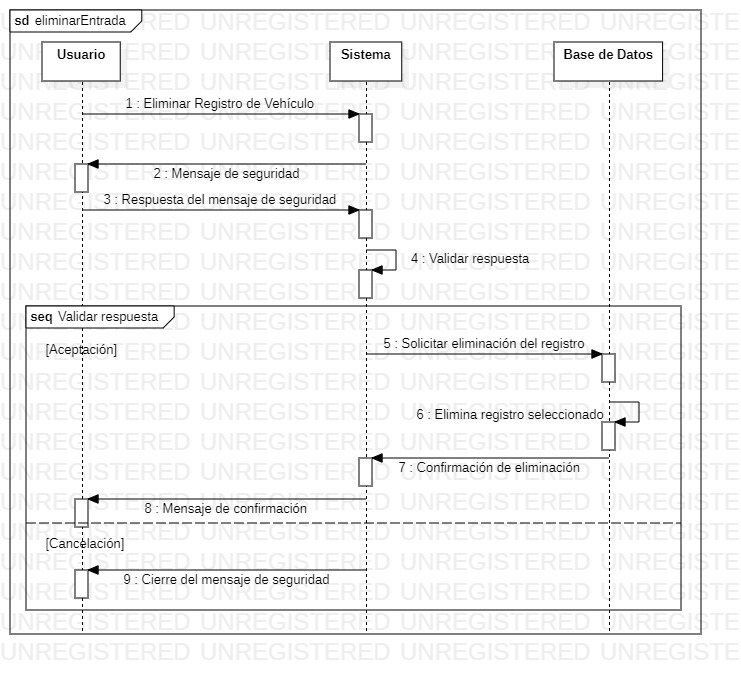 sd eliminarEntrada
Usuario
Sistema
Base de Datos
1 : Eliminar Registro de Vehículo
2 : Mensaje de seguridad
3 : Respuesta del mensaje de seguridad
4 : Validar respuesta
seq Validar respuesta
[Aceptación]
5 : Solicitar eliminación del registro
6 : Elimina registro seleccionado
7 : Confirmación de eliminación
8 : Mensaje de confirmación
[Cancelación]
9 : Cierre del mensaje de seguridad
UNREGISTERED UNREGISTERED UNREGISTERED UNREGISTE